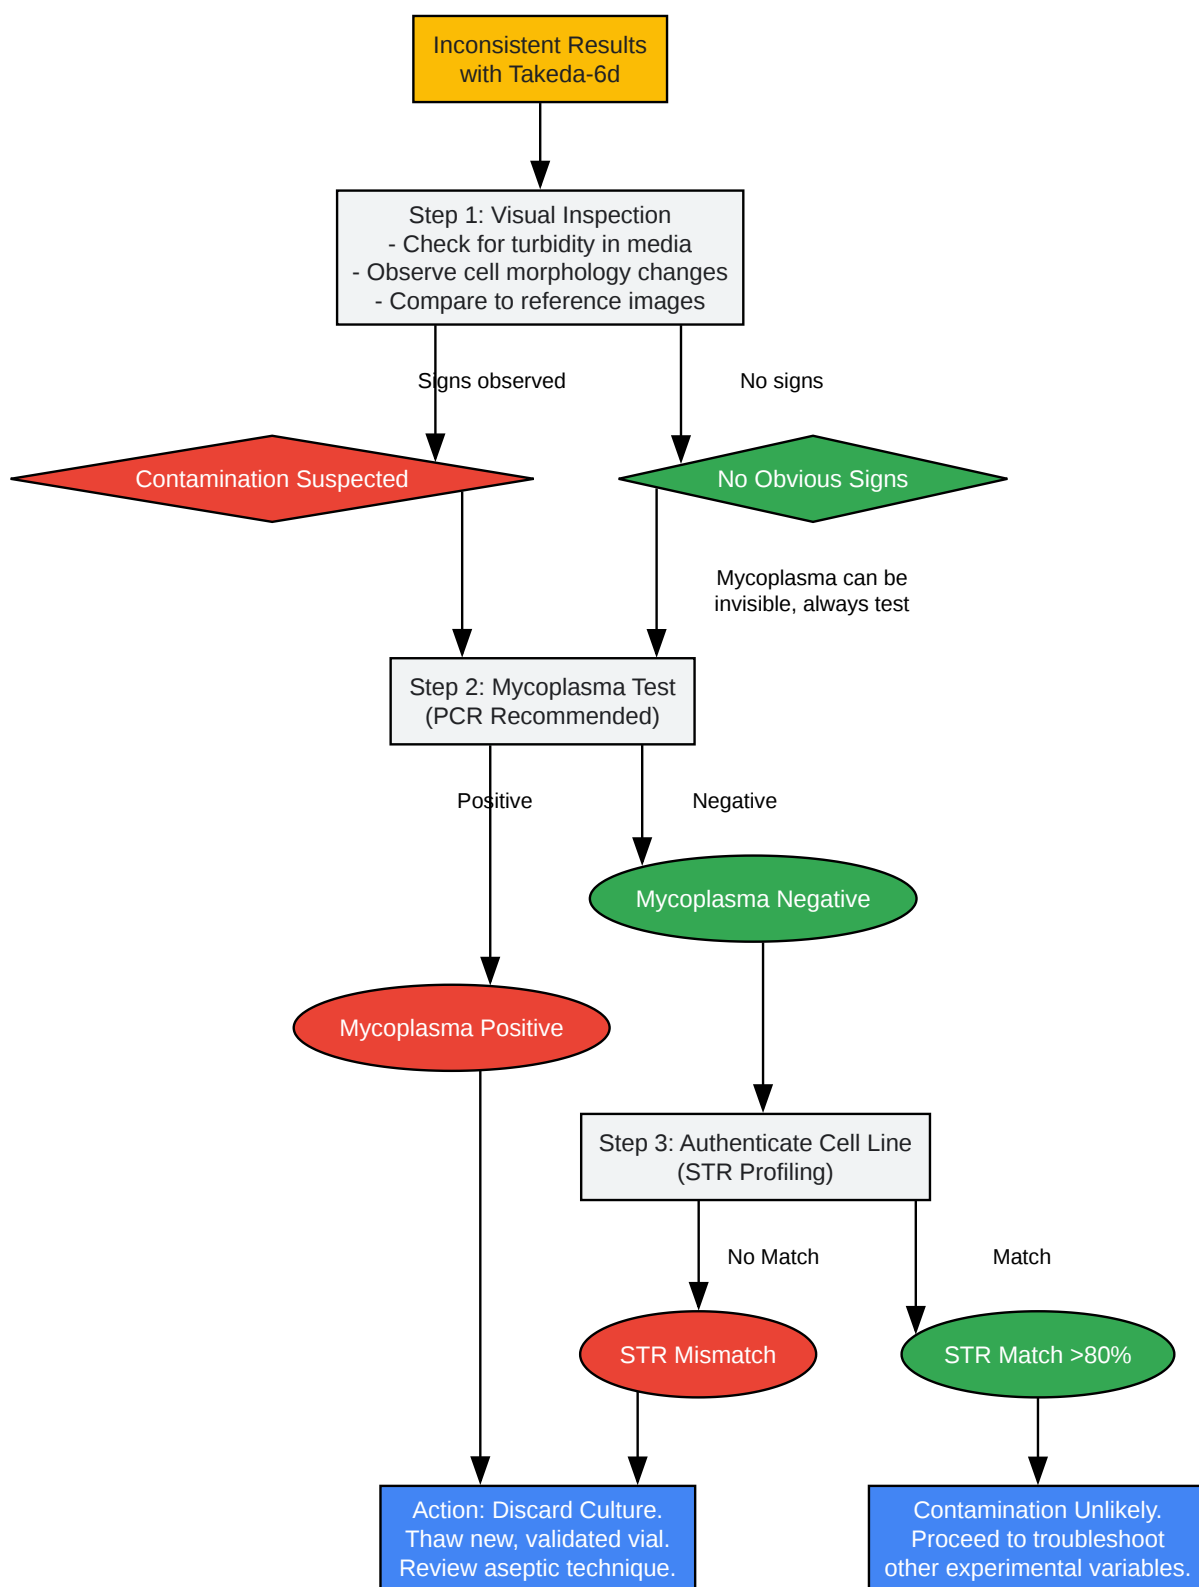 Inconsistent Results
with Takeda-6d
Step 1: Visual Inspection
- Check for turbidity in media
- Observe cell morphology changes
- Compare to reference images
Signs observed
No signs
Contamination Suspected
No Obvious Signs
Mycoplasma can be
invisible, always test
Step 2: Mycoplasma Test
(PCR Recommended)
Positive
Negative
Mycoplasma Negative
Mycoplasma Positive
Step 3: Authenticate Cell Line
(STR Profiling)
No Match
Match
STR Mismatch
STR Match >80%
Action: Discard Culture.
Thaw new, validated vial.
Review aseptic technique.
Contamination Unlikely.
Proceed to troubleshoot
other experimental variables.